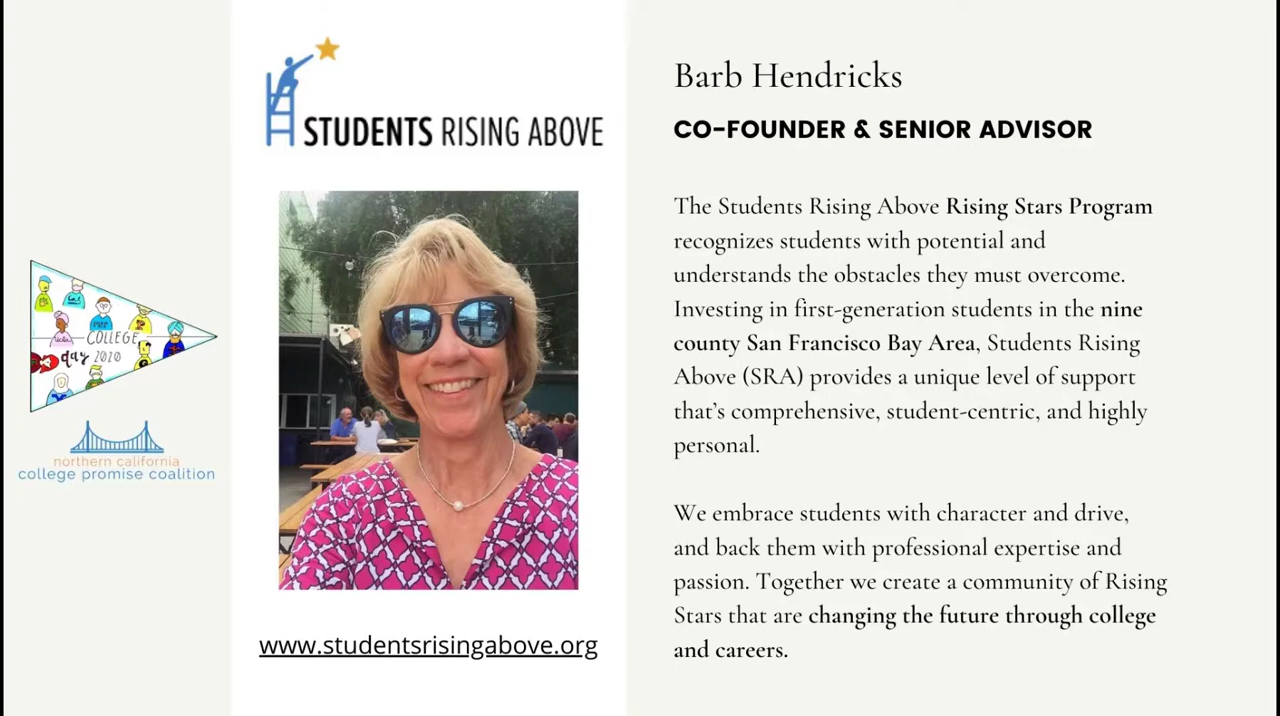 STUDENTS RISING ABOVE
COLLEGE
day 2020
northern california
college promise coalition
www.studentsrisingabove.org
Barb Hendricks
CO-FOUNDER & SENIOR ADVISOR
The Students Rising Above Rising Stars Program
recognizes students with potential and
understands the obstacles they must overcome.
Investing in first-generation students in the nine
county San Francisco Bay Area, Students Rising
Above (SRA) provides a unique level of support
that's comprehensive, student-centric, and highly
personal.
We embrace students with character and drive,
and back them with professional expertise and
passion. Together we create a community of Rising
Stars that are changing the future through college
and careers.